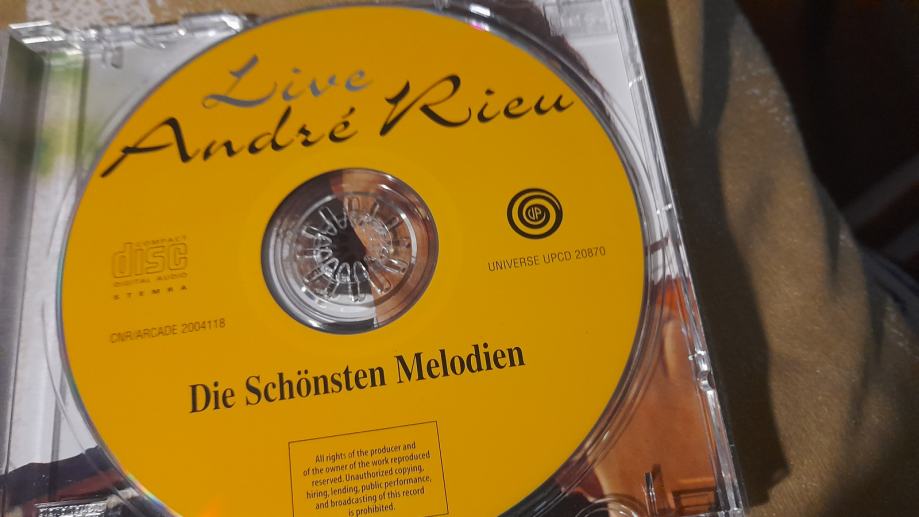 Live
André Rieu
COMPACT
disc
DIGITAL AUDIO
STEMRA
UP
UNIVERSE UPCD 20870
CNR/ARCADE 2004118
Die Schönsten Melodien
All rights of the producer and
of the owner of the work reproduced
reserved. Unauthorized copying,
hiring, lending, public performance,
and broadcasting of this record
is prohibited.